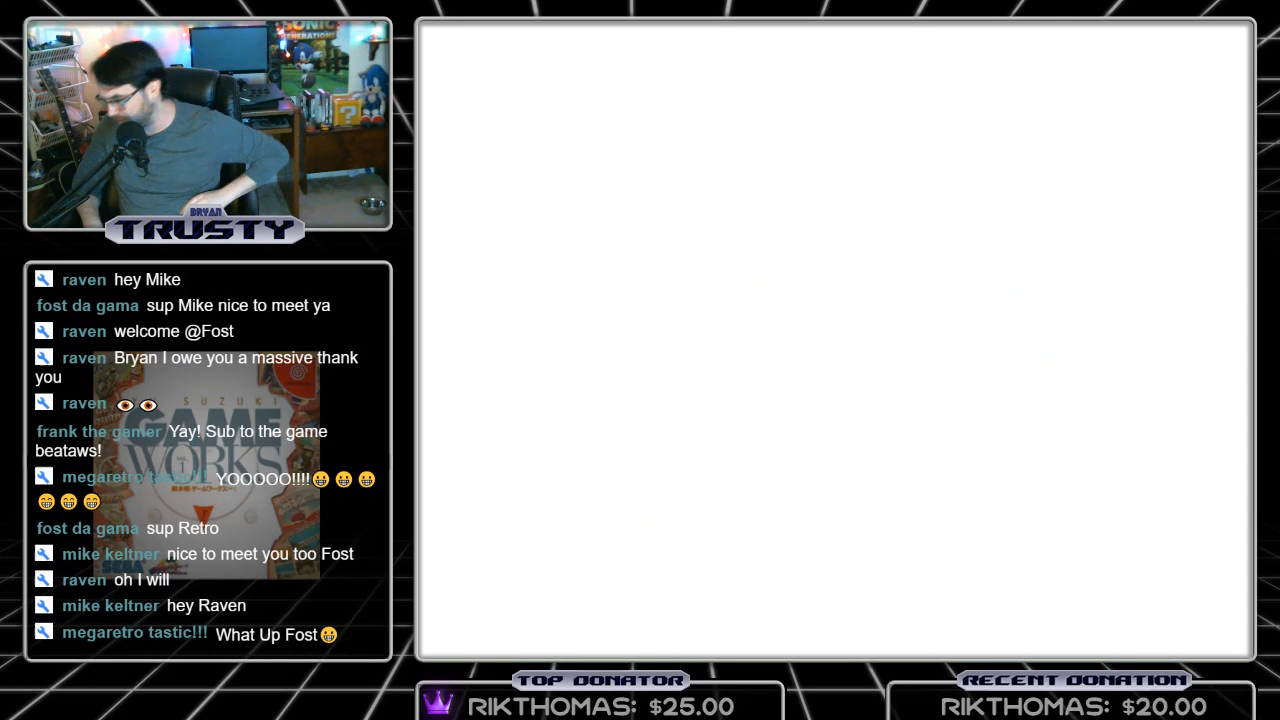 SONIC
GENERATIONS
BRYAN
TRUSTY
raven hey Mike
fost da gama sup Mike nice to meet ya
raven welcome @Fost
raven Bryan I owe you a massive thank
you
raven 👁👁
SUZUKI
GAME
WORKS
frank the gamer Yay! Sub to the game
beataws!
megaretro tastic!!! YOOOOO!!!!😀😀😀
😁😁😁
fost da gama sup Retro
mike keltner nice to meet you too Fost
raven oh I will
SEGA
mike keltner hey Raven
megaretro tastic!!! What Up Fost😀
TOP DONATOR
RIKTHOMAS: $25.00
RECENT DONATION
RIKTHOMAS: $20.00